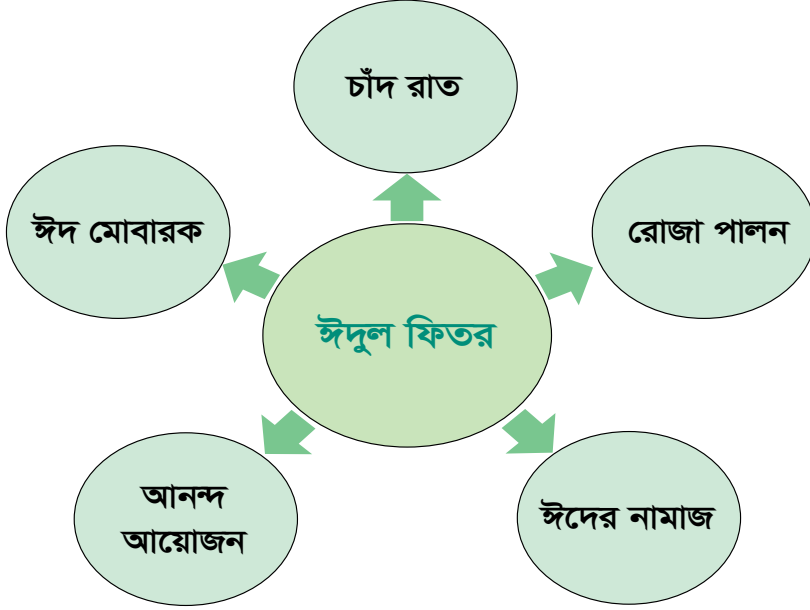 চাঁদ রাত
ঈদ মোবারক
রোজা পালন
ঈদুল ফিতর
আনন্দ
আয়োজন
ঈদের নামাজ